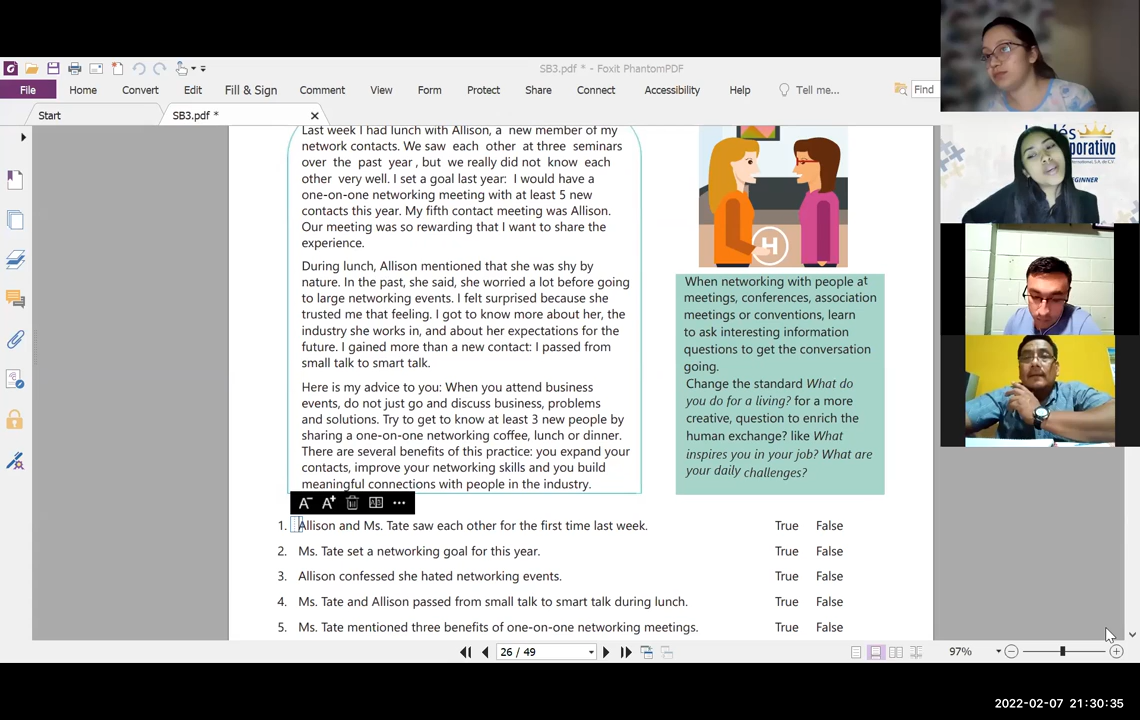 SB3.pdf * - Foxit PhantomPDF
File Home Convert Edit Fill & Sign Comment View Form Protect Share Connect Accessibility Help Tell me... Find
Start SB3.pdf *
Last week I had lunch with Allison, a new member of my
network contacts. We saw each other at three seminars
over the past year , but we really did not know each
other very well. I set a goal last year: I would have a
one-on-one networking meeting with at least 5 new
contacts this year. My fifth contact meeting was Allison.
Our meeting was so rewarding that I want to share the
experience.
During lunch, Allison mentioned that she was shy by
nature. In the past, she said, she worried a lot before going
to large networking events. I felt surprised because she
trusted me that feeling. I got to know more about her, the
industry she works in, and about her expectations for the
future. I gained more than a new contact: I passed from
small talk to smart talk.
Here is my advice to you: When you attend business
events, do not just go and discuss business, problems
and solutions. Try to get to know at least 3 new people by
sharing a one-on-one networking coffee, lunch or dinner.
There are several benefits of this practice: you expand your
contacts, improve your networking skills and you build
meaningful connections with people in the industry.
H
When networking with people at
meetings, conferences, association
meetings or conventions, learn
to ask interesting information
questions to get the conversation
going.
Change the standard What do
you do for a living? for a more
creative, question to enrich the
human exchange? like What
inspires you in your job? What are
your daily challenges?
1. Allison and Ms. Tate saw each other for the first time last week. True False
2. Ms. Tate set a networking goal for this year. True False
3. Allison confessed she hated networking events. True False
4. Ms. Tate and Allison passed from small talk to smart talk during lunch. True False
5. Ms. Tate mentioned three benefits of one-on-one networking meetings. True False
26 / 49
97%
2022-02-07 21:30:35